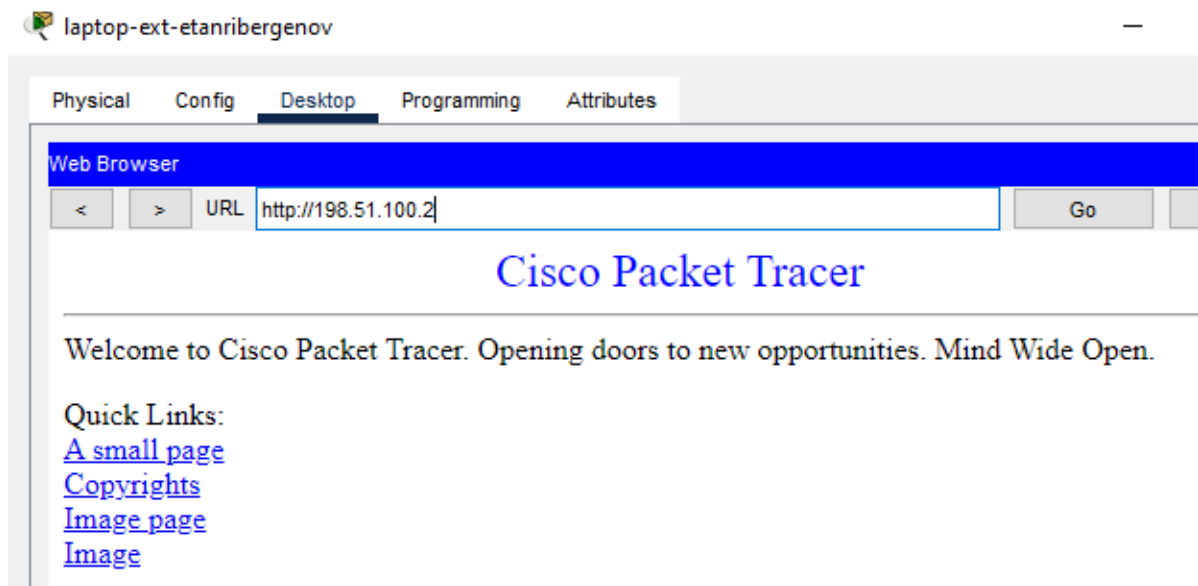 laptop-ext-etanribergenov
Physical Config Desktop Programming Attributes
Web Browser
< > URL http://198.51.100.2 Go
Cisco Packet Tracer
Welcome to Cisco Packet Tracer. Opening doors to new opportunities. Mind Wide Open.
Quick Links:
A small page
Copyrights
Image page
Image